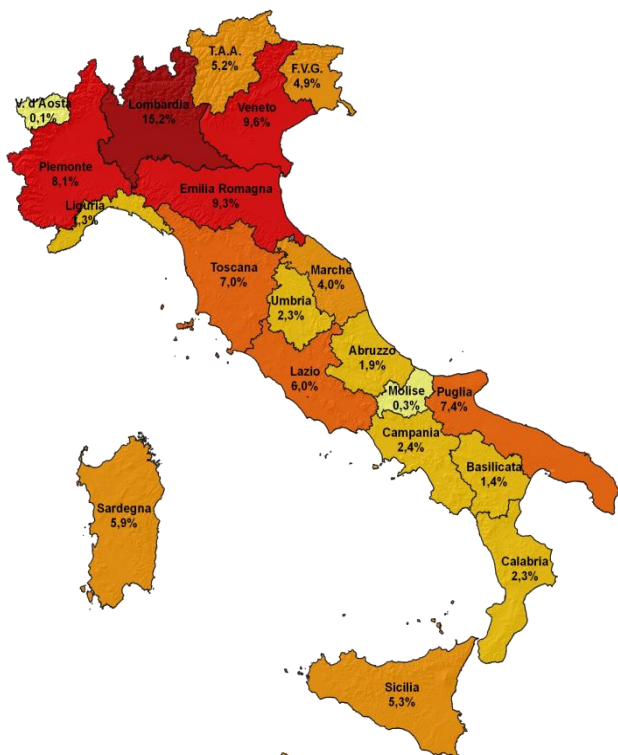 T.A.A.
5,2%
F.V.G.
4,9%
V. d'Aosta
0,1%
Lombardia
15,2%
Veneto
9,6%
Piemonte
8,1%
Emilia Romagna
9,3%
Liguria
1,3%
Toscana
7,0%
Marche
4,0%
Umbria
2,3%
Abruzzo
1,9%
Lazio
6,0%
Molise
0,3%
Puglia
7,4%
Campania
2,4%
Basilicata
1,4%
Sardegna
5,9%
Calabria
2,3%
Sicilia
5,3%